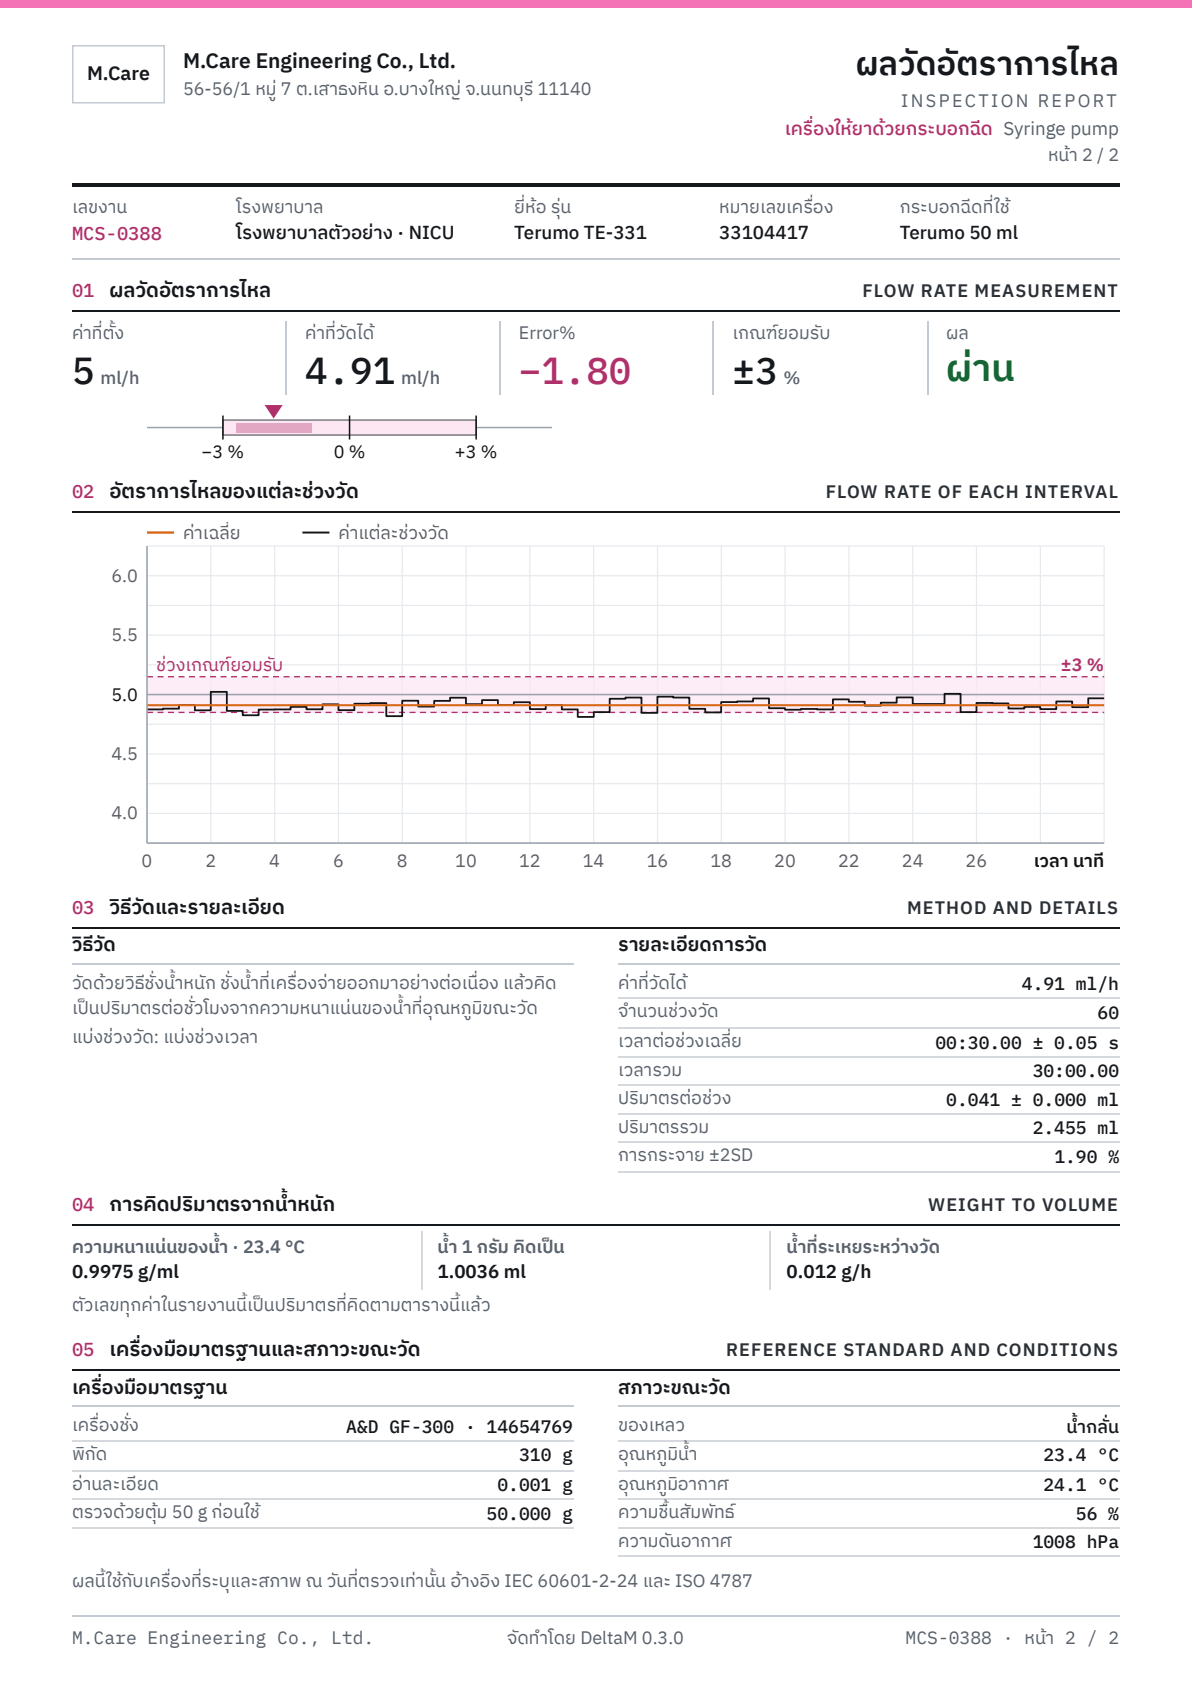 M.Care
M.Care Engineering Co., Ltd.
56-56/1 หมู่ 7 ต.เสาธงหิน อ.บางใหญ่ จ.นนทบุรี 11140
ผลวัดอัตราการไหล
INSPECTION REPORT
เครื่องให้ยาด้วยกระบอกฉีด Syringe pump
หน้า 2 / 2
เลขงาน โรงพยาบาล ยี่ห้อ รุ่น หมายเลขเครื่อง กระบอกฉีดที่ใช้
MCS-0388 โรงพยาบาลตัวอย่าง · NICU Terumo TE-331 33104417 Terumo 50 ml
01 ผลวัดอัตราการไหล FLOW RATE MEASUREMENT
ค่าที่ตั้ง ค่าที่วัดได้ Error% เกณฑ์ยอมรับ ผล
5 ml/h 4.91 ml/h −1.80 ±3 % ผ่าน
−3 % 0 % +3 %
02 อัตราการไหลของแต่ละช่วงวัด FLOW RATE OF EACH INTERVAL
ค่าเฉลี่ย ค่าแต่ละช่วงวัด
6.0
5.5
ช่วงเกณฑ์ยอมรับ ±3 %
5.0
4.5
4.0
0 2 4 6 8 10 12 14 16 18 20 22 24 26 เวลา นาที
03 วิธีวัดและรายละเอียด METHOD AND DETAILS
วิธีวัด
วัดด้วยวิธีชั่งน้ำหนัก ชั่งน้ำที่เครื่องจ่ายออกมาอย่างต่อเนื่อง แล้วคิด
เป็นปริมาตรต่อชั่วโมงจากความหนาแน่นของน้ำที่อุณหภูมิขณะวัด
แบ่งช่วงวัด: แบ่งช่วงเวลา
รายละเอียดการวัด
ค่าที่วัดได้ 4.91 ml/h
จำนวนช่วงวัด 60
เวลาต่อช่วงเฉลี่ย 00:30.00 ± 0.05 s
เวลารวม 30:00.00
ปริมาตรต่อช่วง 0.041 ± 0.000 ml
ปริมาตรรวม 2.455 ml
การกระจาย ±2SD 1.90 %
04 การคิดปริมาตรจากน้ำหนัก WEIGHT TO VOLUME
ความหนาแน่นของน้ำ · 23.4 °C น้ำ 1 กรัม คิดเป็น น้ำที่ระเหยระหว่างวัด
0.9975 g/ml 1.0036 ml 0.012 g/h
ตัวเลขทุกค่าในรายงานนี้เป็นปริมาตรที่คิดตามตารางนี้แล้ว
05 เครื่องมือมาตรฐานและสภาวะขณะวัด REFERENCE STANDARD AND CONDITIONS
เครื่องมือมาตรฐาน
เครื่องชั่ง A&D GF-300 · 14654769
พิกัด 310 g
อ่านละเอียด 0.001 g
ตรวจด้วยตุ้ม 50 g ก่อนใช้ 50.000 g
สภาวะขณะวัด
ของเหลว น้ำกลั่น
อุณหภูมิน้ำ 23.4 °C
อุณหภูมิอากาศ 24.1 °C
ความชื้นสัมพัทธ์ 56 %
ความดันอากาศ 1008 hPa
ผลนี้ใช้กับเครื่องที่ระบุและสภาพ ณ วันที่ตรวจเท่านั้น อ้างอิง IEC 60601-2-24 และ ISO 4787
M.Care Engineering Co., Ltd. จัดทำโดย DeltaM 0.3.0 MCS-0388 · หน้า 2 / 2